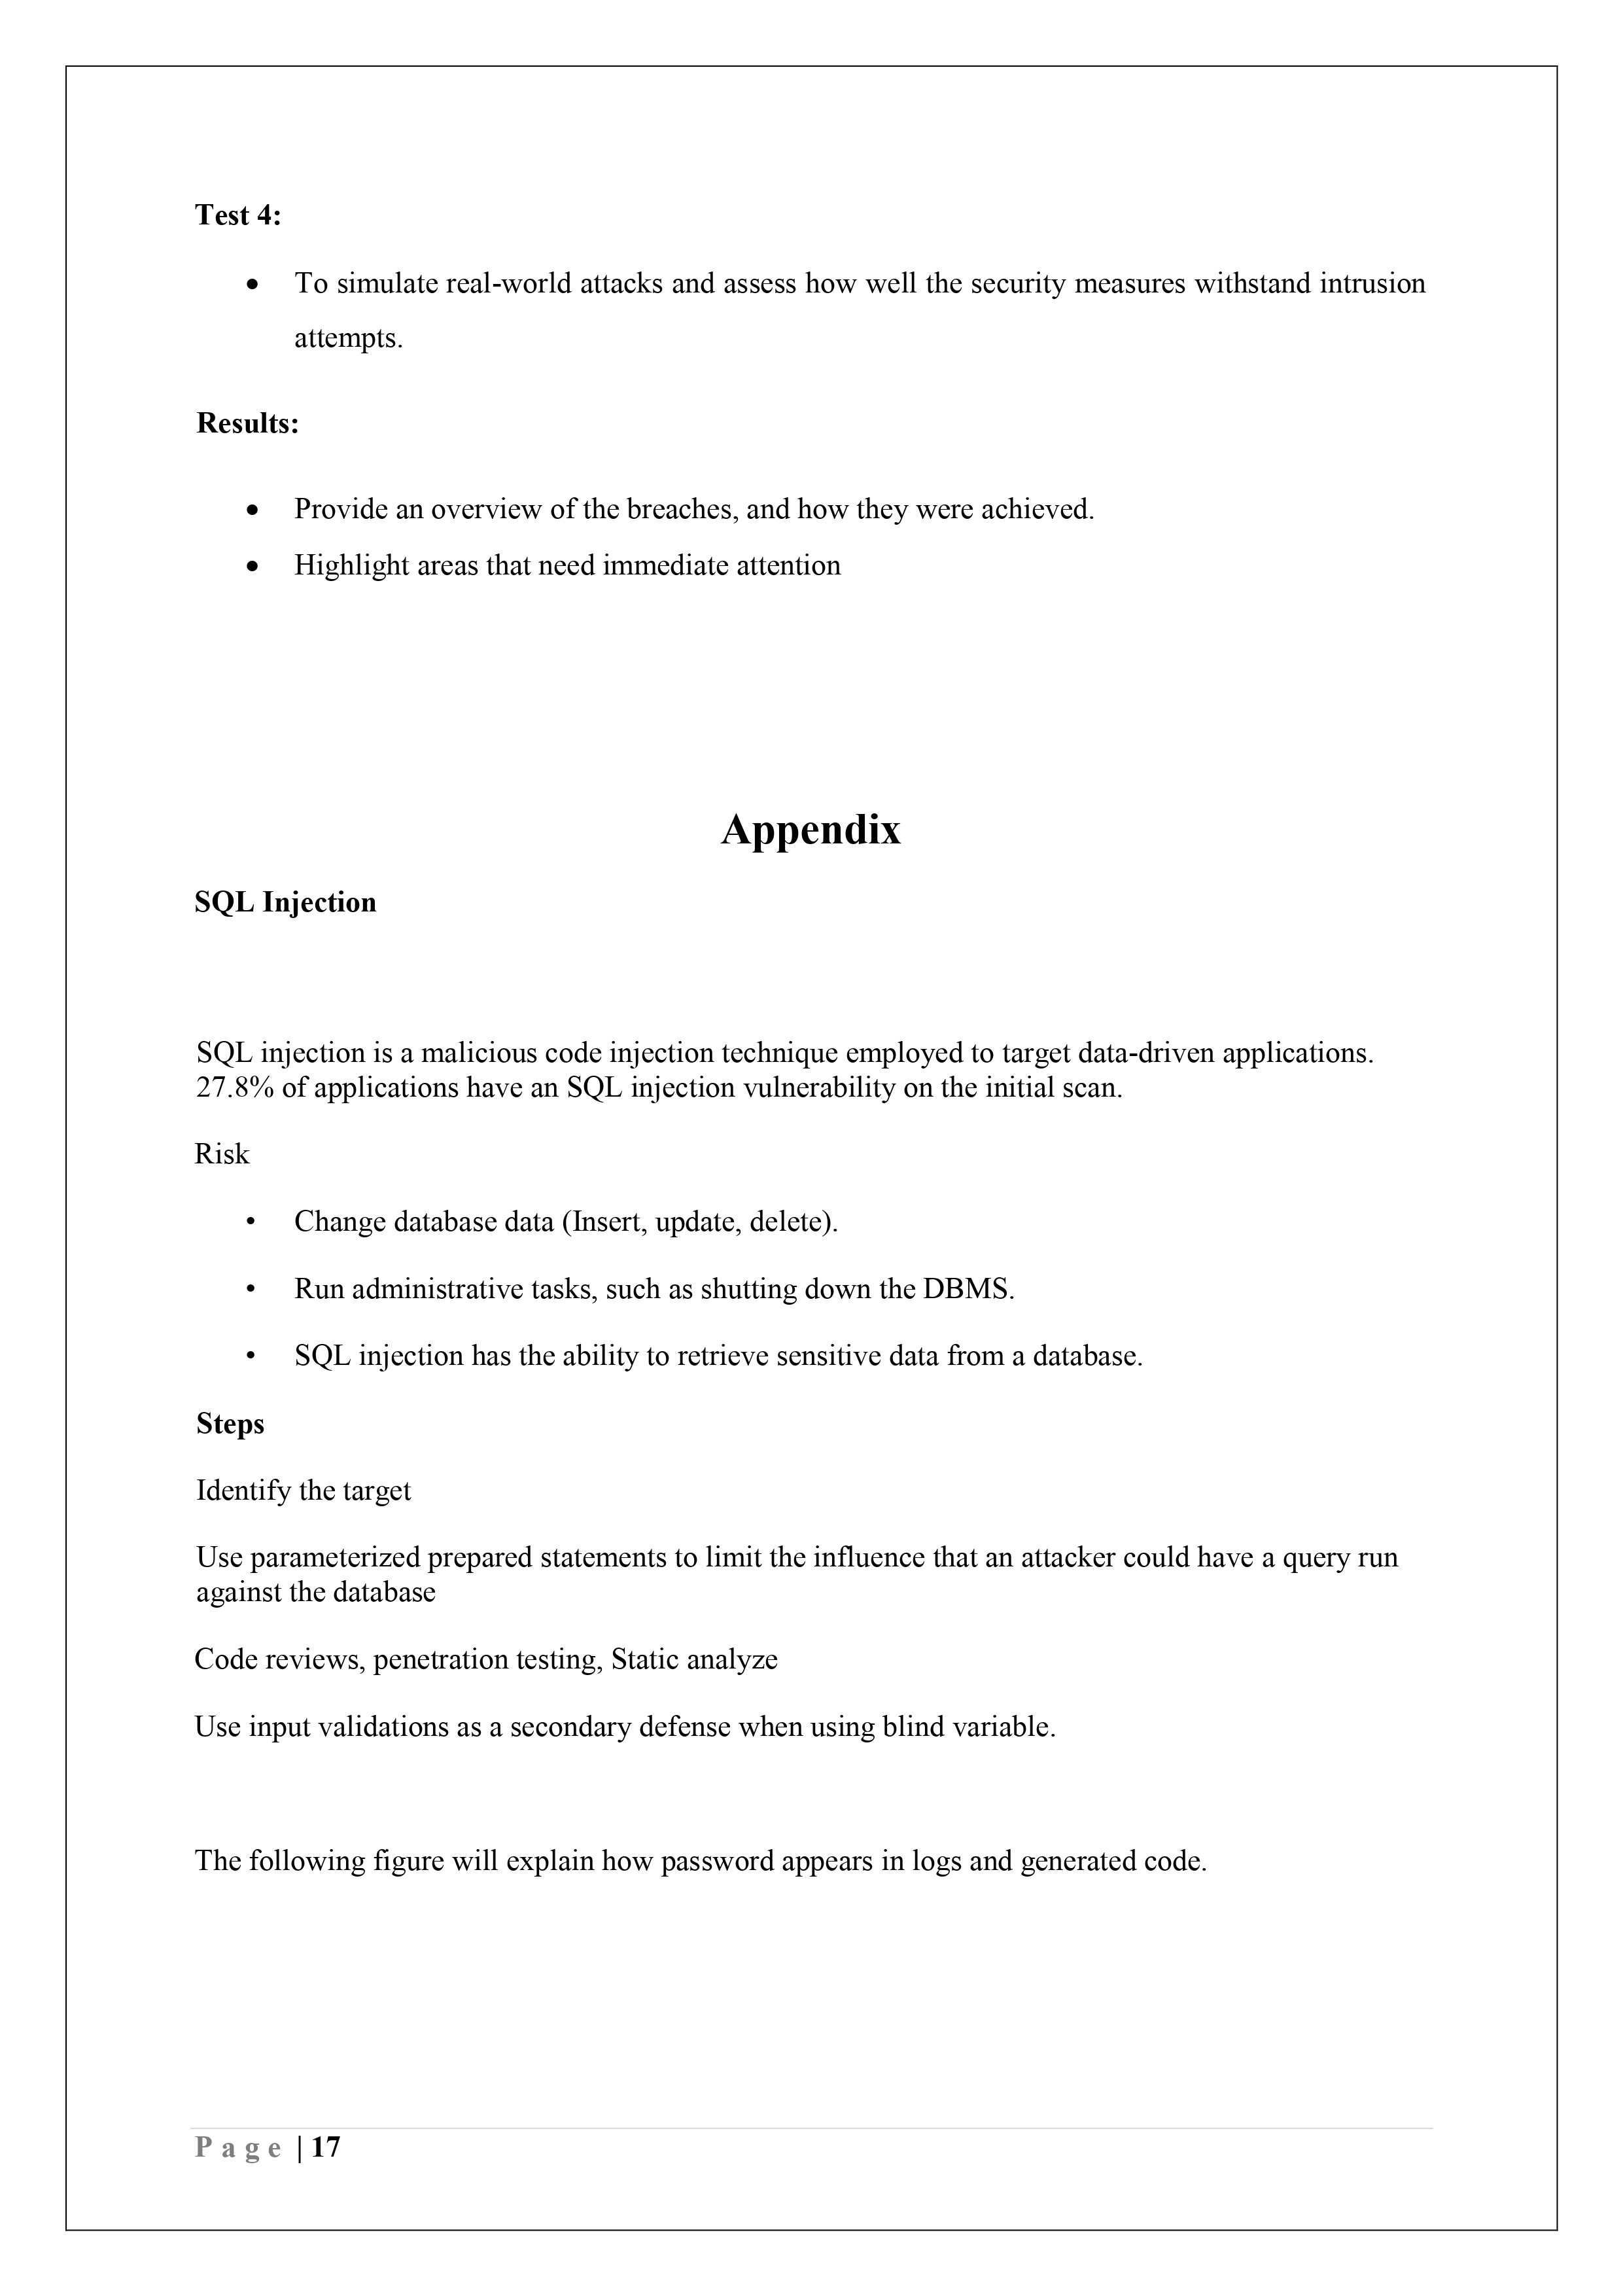 Test 4:
• To simulate real-world attacks and assess how well the security measures withstand intrusion
attempts.
Results:
• Provide an overview of the breaches, and how they were achieved.
• Highlight areas that need immediate attention
Appendix
SQL Injection
SQL injection is a malicious code injection technique employed to target data-driven applications.
27.8% of applications have an SQL injection vulnerability on the initial scan.
Risk
• Change database data (Insert, update, delete).
• Run administrative tasks, such as shutting down the DBMS.
• SQL injection has the ability to retrieve sensitive data from a database.
Steps
Identify the target
Use parameterized prepared statements to limit the influence that an attacker could have a query run
against the database
Code reviews, penetration testing, Static analyze
Use input validations as a secondary defense when using blind variable.
The following figure will explain how password appears in logs and generated code.
Page | 17